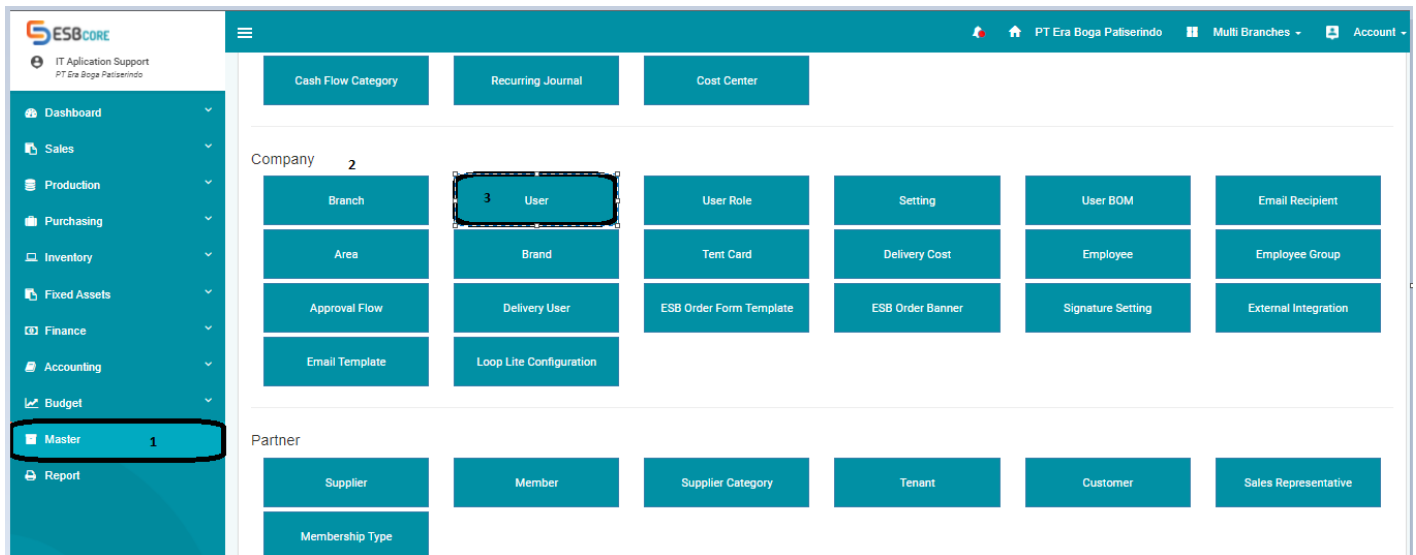 ESBCORE
IT Aplication Support
PT Era Boga Patiserindo
PT Era Boga Patiserindo
Multi Branches
Account
Dashboard
Sales
Production
Purchasing
Inventory
Fixed Assets
Finance
Accounting
Budget
Master 1
Report
Cash Flow Category
Recurring Journal
Cost Center
Company 2
Branch
3 User
User Role
Setting
User BOM
Email Recipient
Area
Brand
Tent Card
Delivery Cost
Employee
Employee Group
Approval Flow
Delivery User
ESB Order Form Template
ESB Order Banner
Signature Setting
External Integration
Email Template
Loop Lite Configuration
Partner
Supplier
Member
Supplier Category
Tenant
Customer
Sales Representative
Membership Type